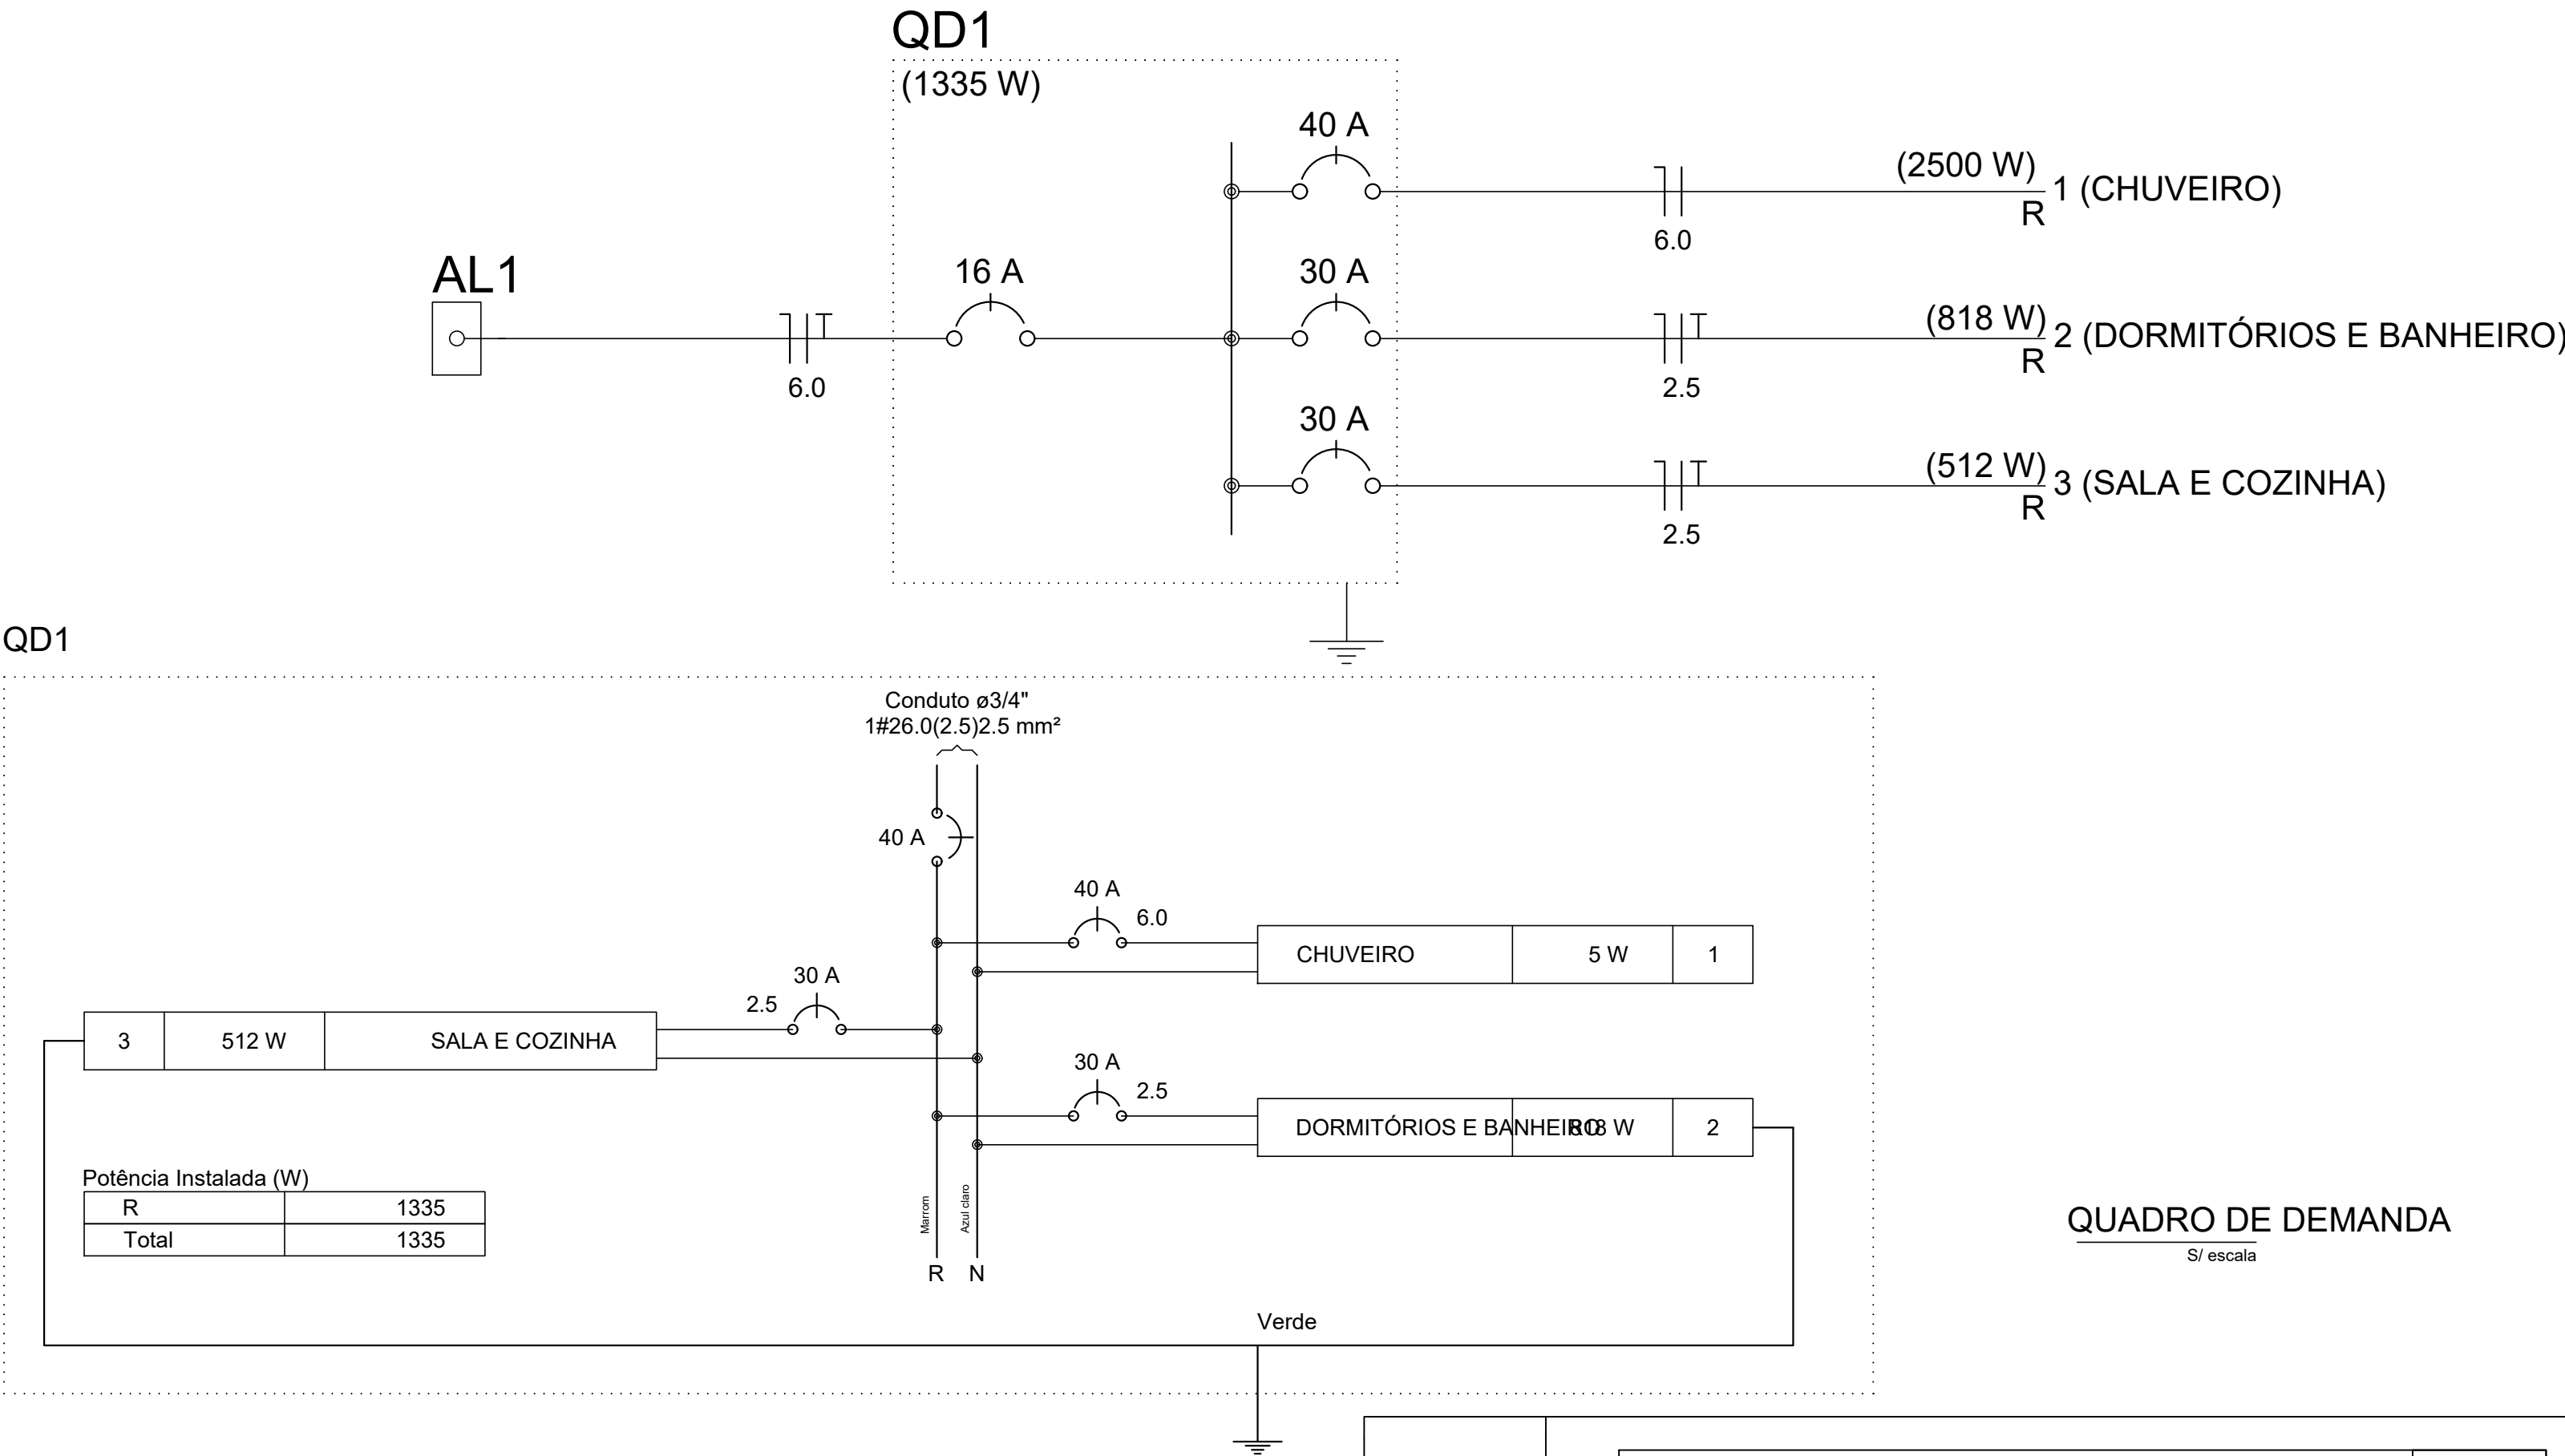 QD1
(1335 W)
40 A
(2500 W)
1 (CHUVEIRO)
R
6.0
AL1
16 A
30 A
(818 W)
2 (DORMITÓRIOS E BANHEIRO)
R
6.0
2.5
30 A
(512 W)
3 (SALA E COZINHA)
R
2.5
QD1
Conduto ø3/4"
1#26.0(2.5)2.5 mm²
40 A
40 A
6.0
CHUVEIRO 5 W 1
30 A
2.5
3 512 W SALA E COZINHA
30 A
2.5
DORMITÓRIOS E BANHEIRO 818 W 2
Potência Instalada (W)
R 1335
Total 1335
Marrom
Azul claro
R N
Verde
QUADRO DE DEMANDA
S/ escala